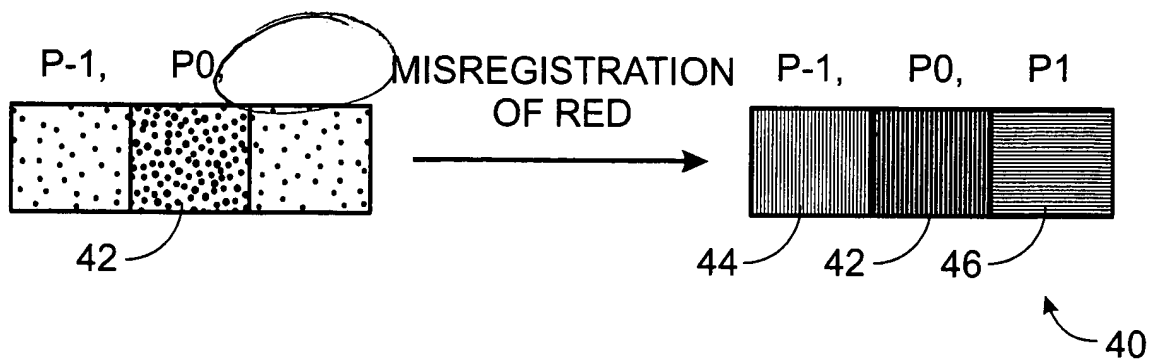 P-1, P0,
MISREGISTRATION
OF RED
P-1, P0, P1
42
44 42 46
40